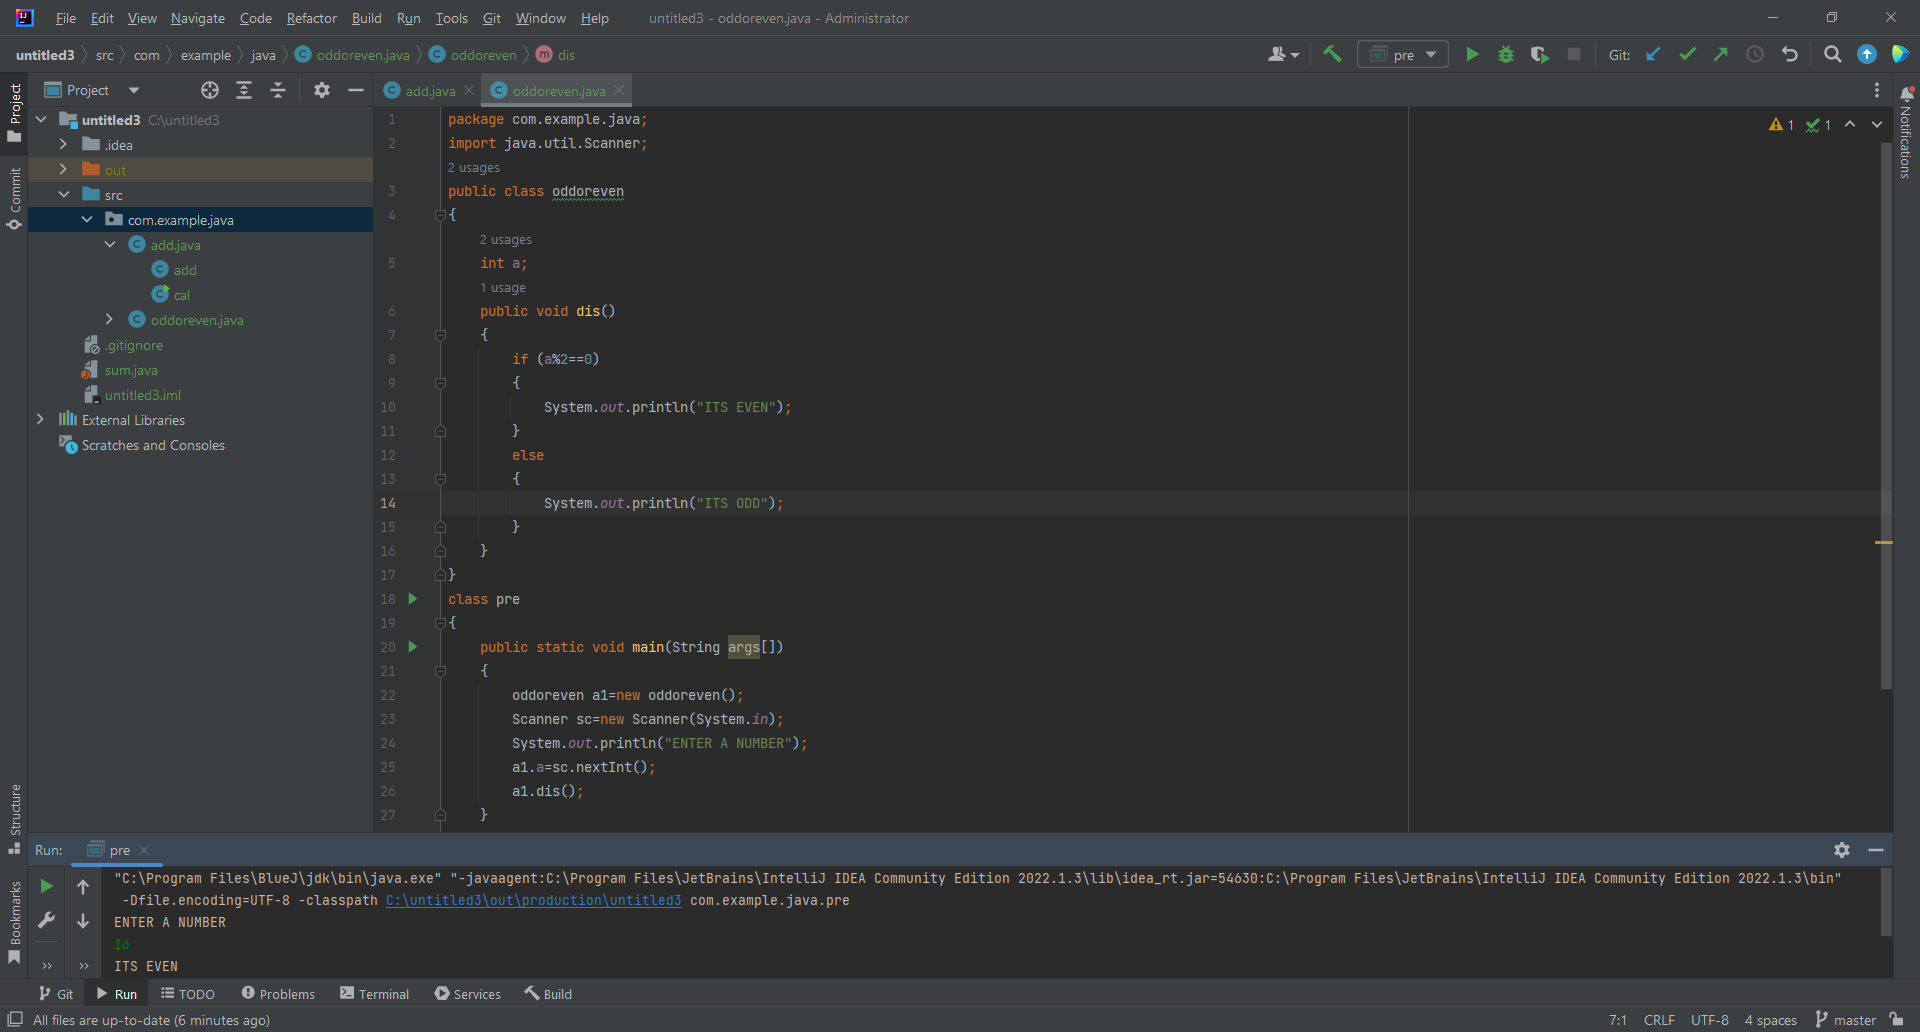 File Edit View Navigate Code Refactor Build Run Tools Git Window Help untitled3 - oddoreven.java - Administrator
untitled3 src com example java oddoreven.java oddoreven dis pre Git:
Project
add.java oddoreven.java
Project
Commit
Structure
Bookmarks
Notifications
untitled3 C:\untitled3
.idea
out
src
com.example.java
add.java
add
cal
oddoreven.java
.gitignore
sum.java
untitled3.iml
External Libraries
Scratches and Consoles
1 1
1 package com.example.java;
2 import java.util.Scanner;
2 usages
3 public class oddoreven
4 {
2 usages
5 int a;
1 usage
6 public void dis()
7 {
8 if (a%2==0)
9 {
10 System.out.println("ITS EVEN");
11 }
12 else
13 {
14 System.out.println("ITS ODD");
15 }
16 }
17 }
18 class pre
19 {
20 public static void main(String args[])
21 {
22 oddoreven a1=new oddoreven();
23 Scanner sc=new Scanner(System.in);
24 System.out.println("ENTER A NUMBER");
25 a1.a=sc.nextInt();
26 a1.dis();
27 }
Run: pre
"C:\Program Files\BlueJ\jdk\bin\java.exe" "-javaagent:C:\Program Files\JetBrains\IntelliJ IDEA Community Edition 2022.1.3\lib\idea_rt.jar=54630:C:\Program Files\JetBrains\IntelliJ IDEA Community Edition 2022.1.3\bin"
-Dfile.encoding=UTF-8 -classpath C:\untitled3\out\production\untitled3 com.example.java.pre
ENTER A NUMBER
16
ITS EVEN
Git Run TODO Problems Terminal Services Build
All files are up-to-date (6 minutes ago) 7:1 CRLF UTF-8 4 spaces master